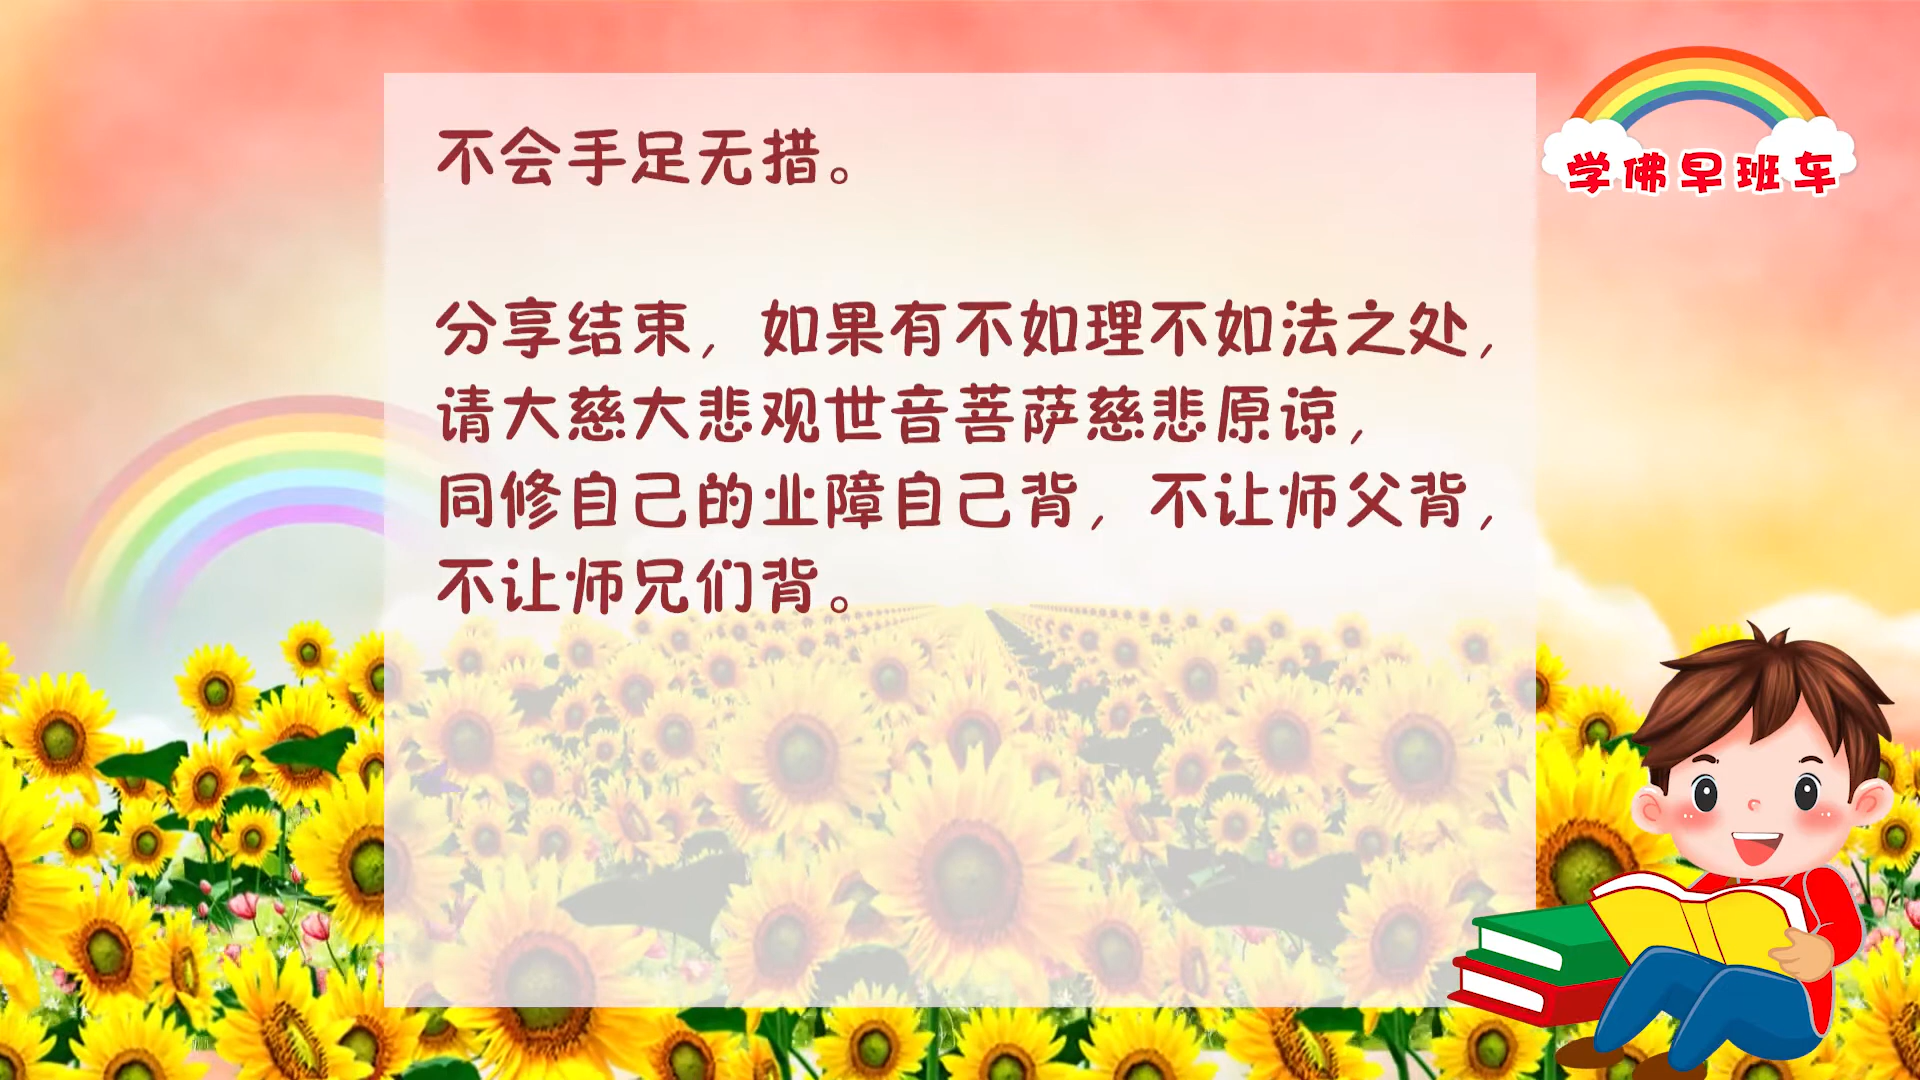 学佛早班车
不会手足无措。
分享结束，如果有不如理不如法之处，
请大慈大悲观世音菩萨慈悲原谅，
同修自己的业障自己背，不让师父背，
不让师兄们背。